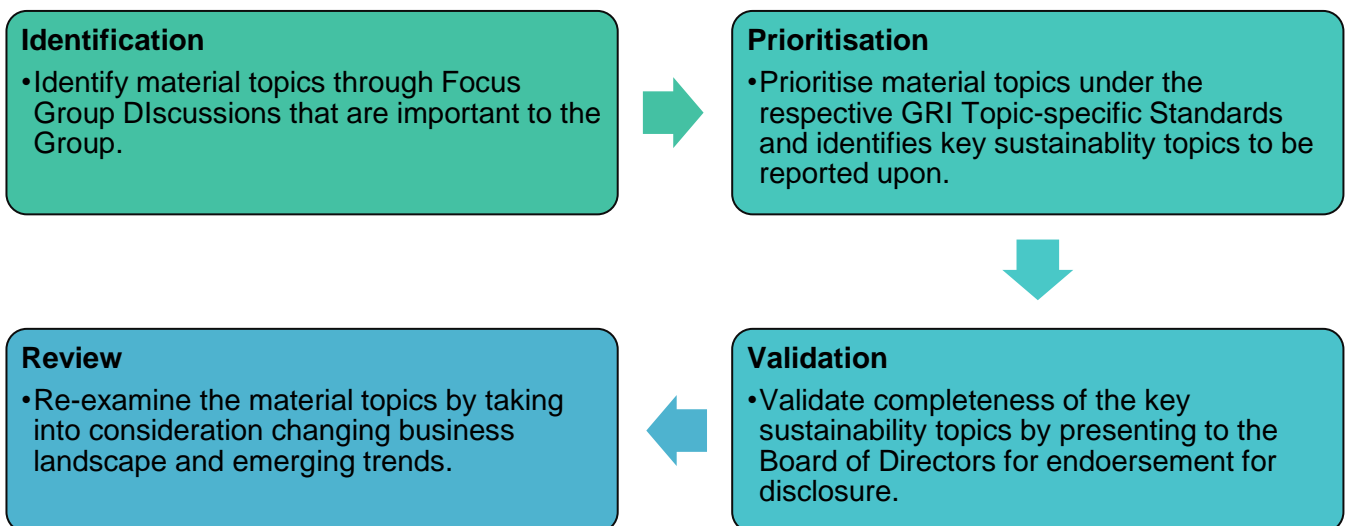 Identification
•Identify material topics through Focus
Group DIscussions that are important to the
Group.
Prioritisation
•Prioritise material topics under the
respective GRI Topic-specific Standards
and identifies key sustainablity topics to be
reported upon.
Validation
•Validate completeness of the key
sustainability topics by presenting to the
Board of Directors for endoersement for
disclosure.
Review
•Re-examine the material topics by taking
into consideration changing business
landscape and emerging trends.